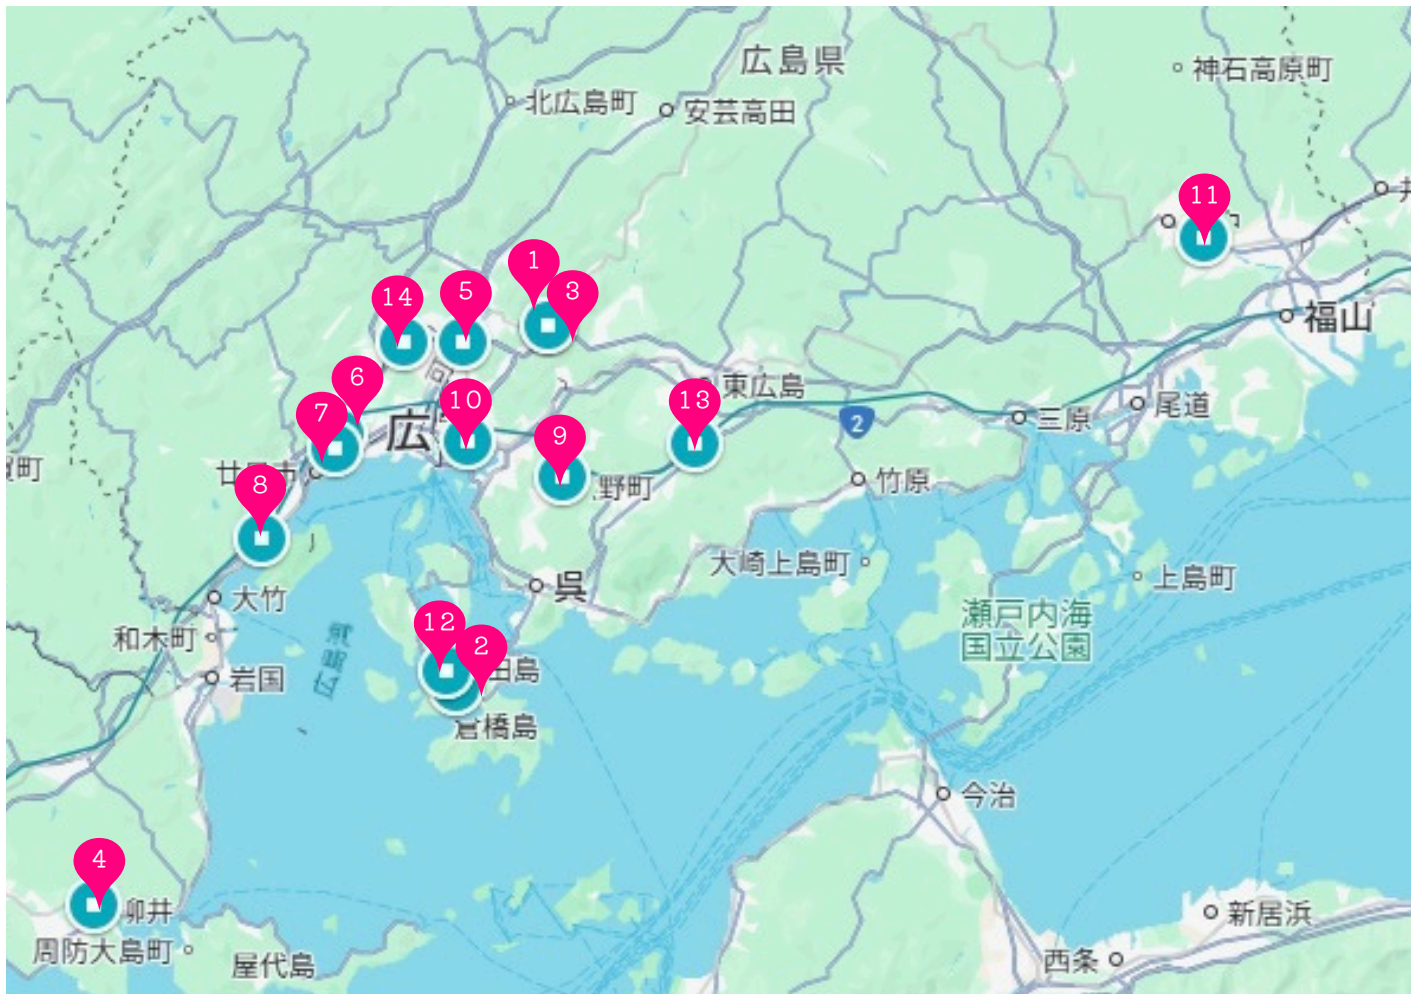 広島県
神石高原町
北広島町
安芸高田
井
11
福山
1
3
14
5
6
7
10
9
13
東広島
2
尾道
三原
広
廿日市
8
野町
竹原
大崎上島町
上島町
呉
大竹
瀬戸内海
国立公園
和木町
岩国
12
2
田島
倉橋島
今治
4
柳井
周防大島町
屋代島
新居浜
西条